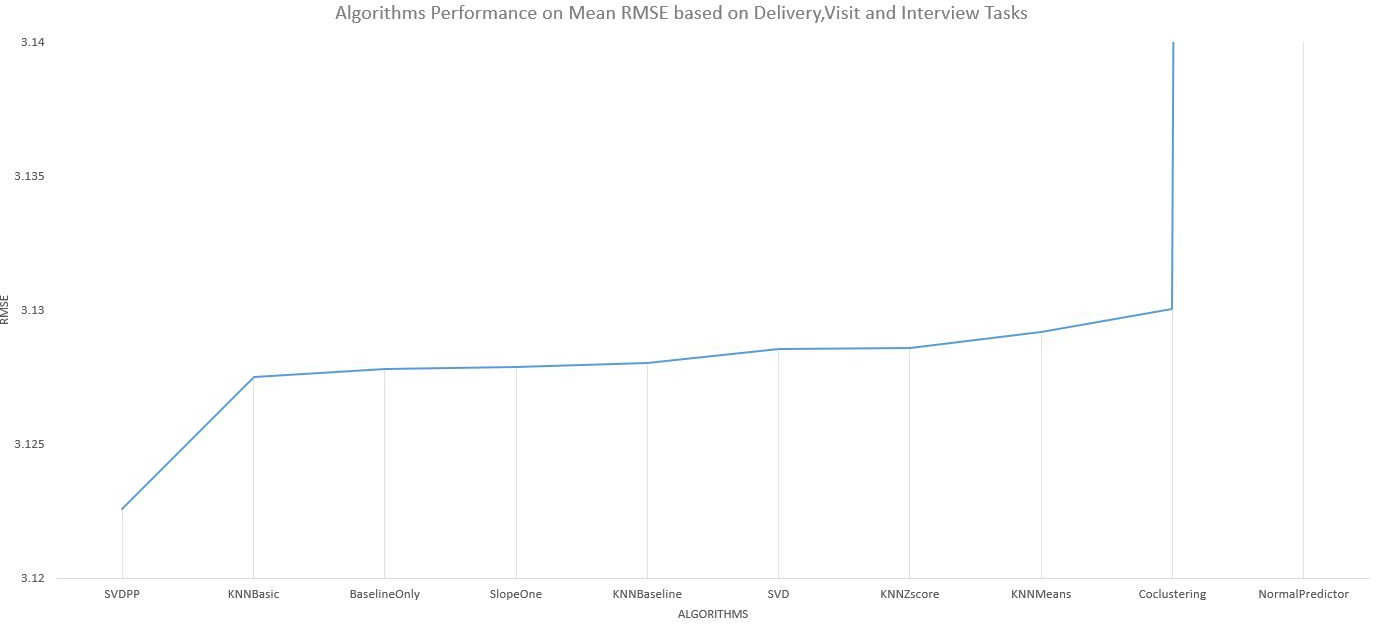 Algorithms Performance on Mean RMSE based on Delivery,Visit and Interview Tasks
3.14
3.135
3.13
3.125
3.12
RMSE
SVDPP KNNBasic BaselineOnly SlopeOne KNNBaseline SVD KNNZscore KNNMeans Coclustering NormalPredictor
ALGORITHMS